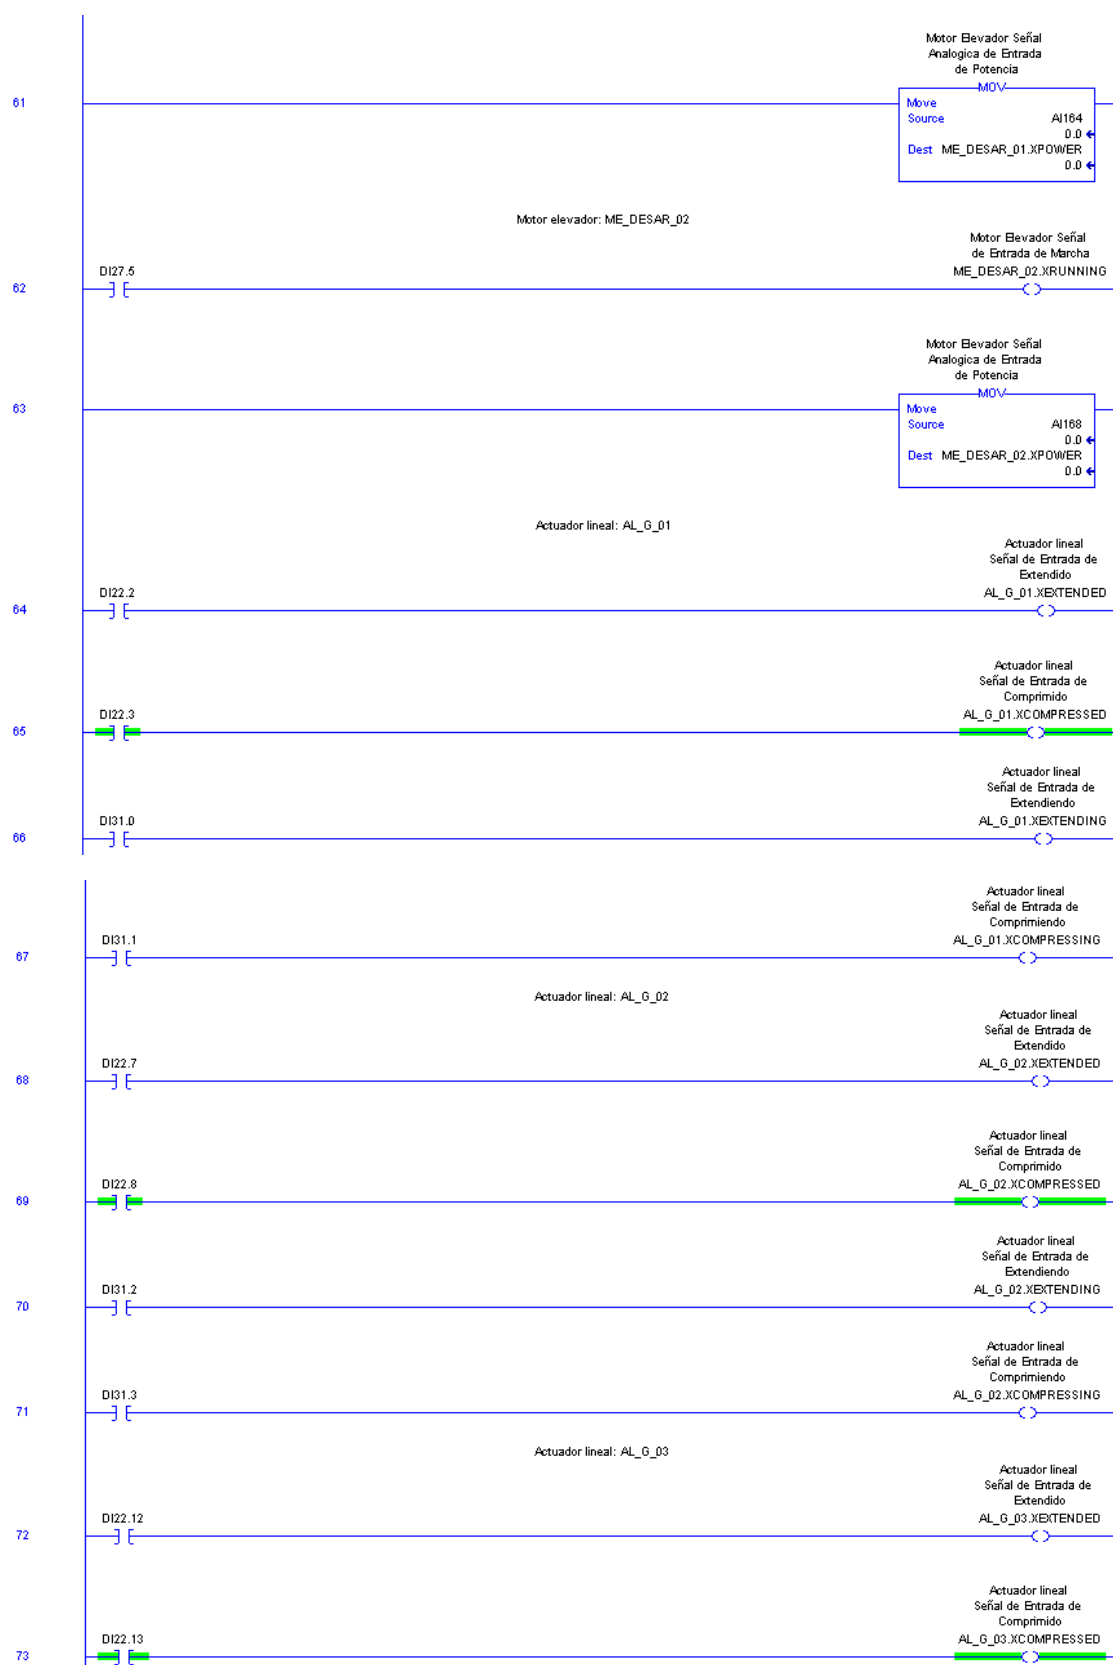 Motor Elevador Señal
Analogica de Entrada
de Potencia
MOV
61
Move
Source AI164
0.0
Dest ME_DESAR_01.XPOWER
0.0
Motor elevador: ME_DESAR_02
Motor Elevador Señal
de Entrada de Marcha
DI27.5 ME_DESAR_02.XRUNNING
62
Motor Elevador Señal
Analogica de Entrada
de Potencia
MOV
63
Move
Source AI168
0.0
Dest ME_DESAR_02.XPOWER
0.0
Actuador lineal: AL_G_01
Actuador lineal
Señal de Entrada de
Extendido
DI22.2 AL_G_01.XEXTENDED
64
Actuador lineal
Señal de Entrada de
Comprimido
DI22.3 AL_G_01.XCOMPRESSED
65
Actuador lineal
Señal de Entrada de
Extendiendo
DI31.0 AL_G_01.XEXTENDING
66
Actuador lineal
Señal de Entrada de
Comprimiendo
DI31.1 AL_G_01.XCOMPRESSING
67
Actuador lineal: AL_G_02
Actuador lineal
Señal de Entrada de
Extendido
DI22.7 AL_G_02.XEXTENDED
68
Actuador lineal
Señal de Entrada de
Comprimido
DI22.8 AL_G_02.XCOMPRESSED
69
Actuador lineal
Señal de Entrada de
Extendiendo
DI31.2 AL_G_02.XEXTENDING
70
Actuador lineal
Señal de Entrada de
Comprimiendo
DI31.3 AL_G_02.XCOMPRESSING
71
Actuador lineal: AL_G_03
Actuador lineal
Señal de Entrada de
Extendido
DI22.12 AL_G_03.XEXTENDED
72
Actuador lineal
Señal de Entrada de
Comprimido
DI22.13 AL_G_03.XCOMPRESSED
73